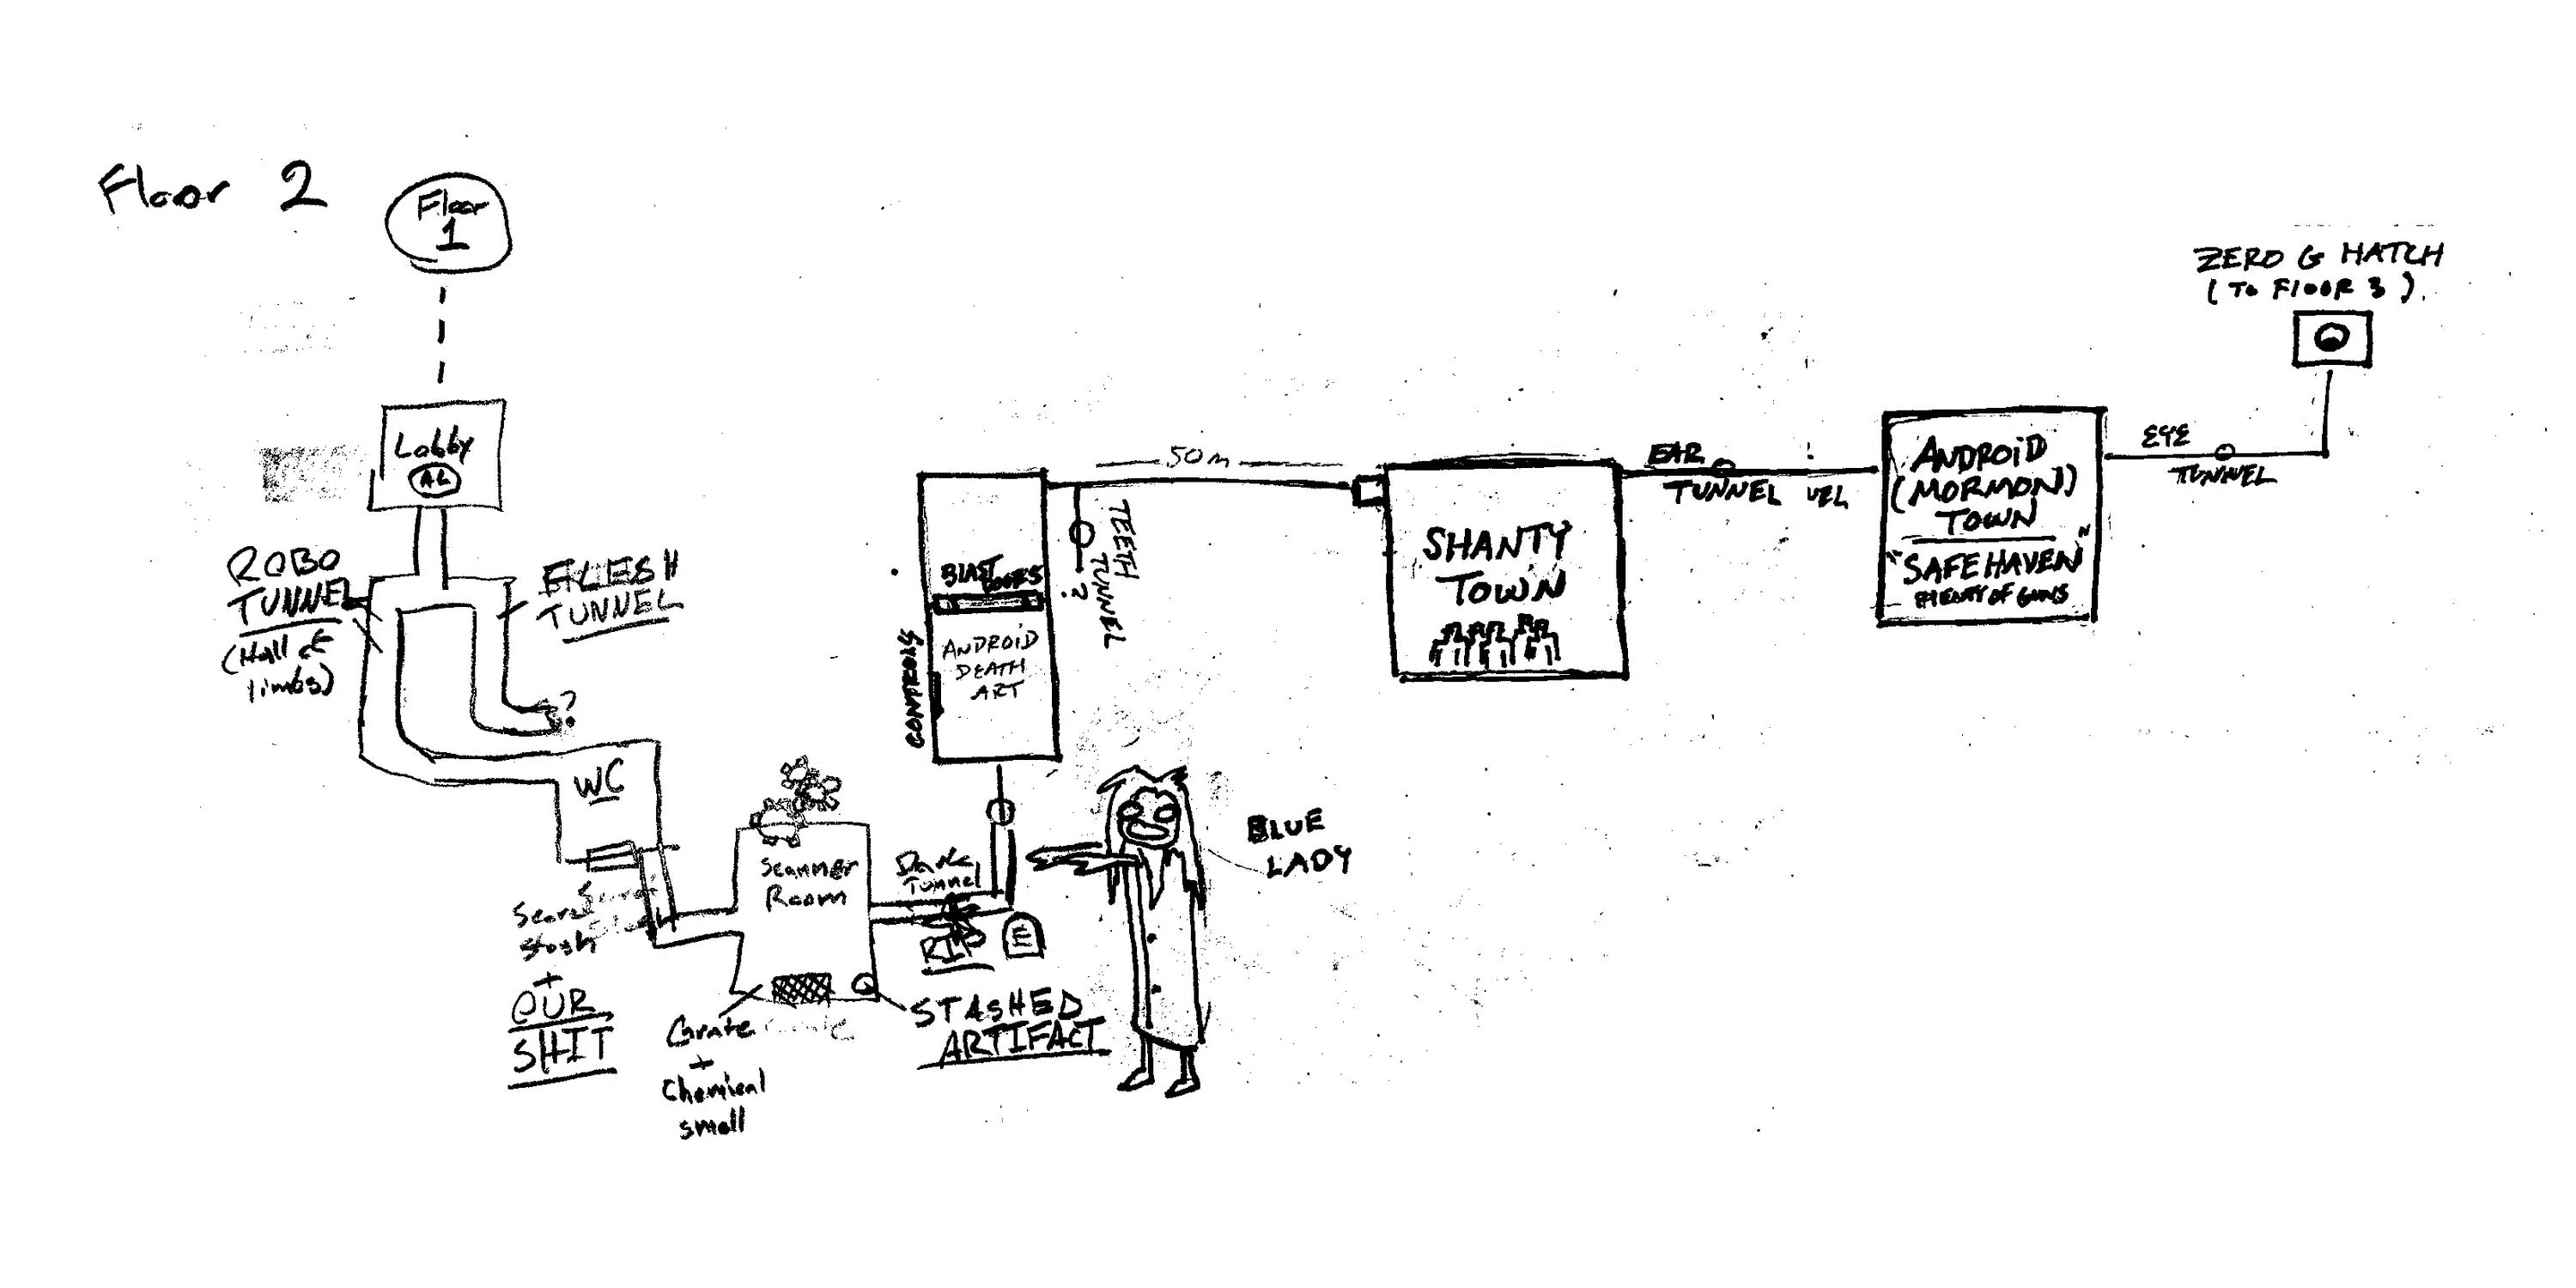 Floor 2
Floor
1
Lobby
AL
ROBO
TUNNEL
(Hall of
limbs)
FLESH
TUNNEL
?
WC
Secret
Stash
+
OUR
SHIT
Scanner
Room
Grate
+
Chemical
smell
STASHED
ARTIFACT
Dark
Tunnel
RIP
BLUE
LADY
CONTROLS
BLAST
DOORS
ANDROID
DEATH
ART
TEETH
TUNNEL
?
50m
SHANTY
TOWN
EAR
TUNNEL
ANDROID
(MORMON)
TOWN
"SAFE HAVEN"
PLENTY OF GUNS
EYE
TUNNEL
ZERO G HATCH
(TO FLOOR 3).